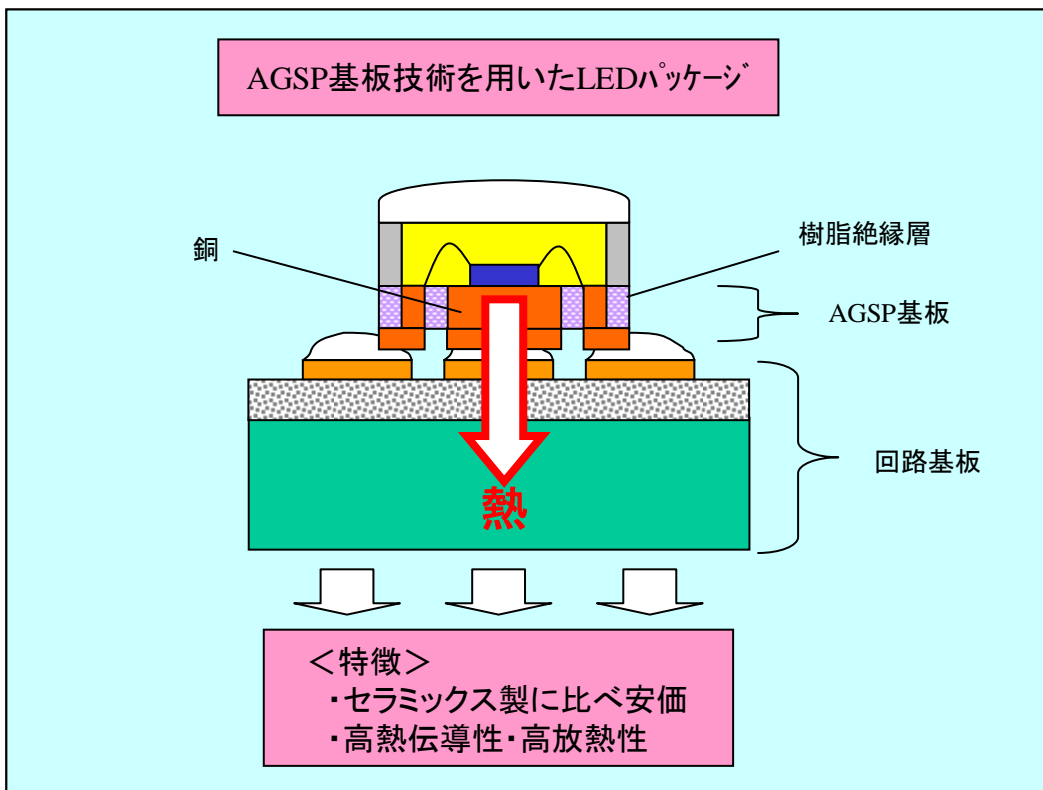 AGSP基板技術を用いたLEDﾊﾟｯｹｰｼﾞ
銅
樹脂絶縁層
AGSP基板
回路基板
熱
＜特徴＞
・セラミックス製に比べ安価
・高熱伝導性・高放熱性